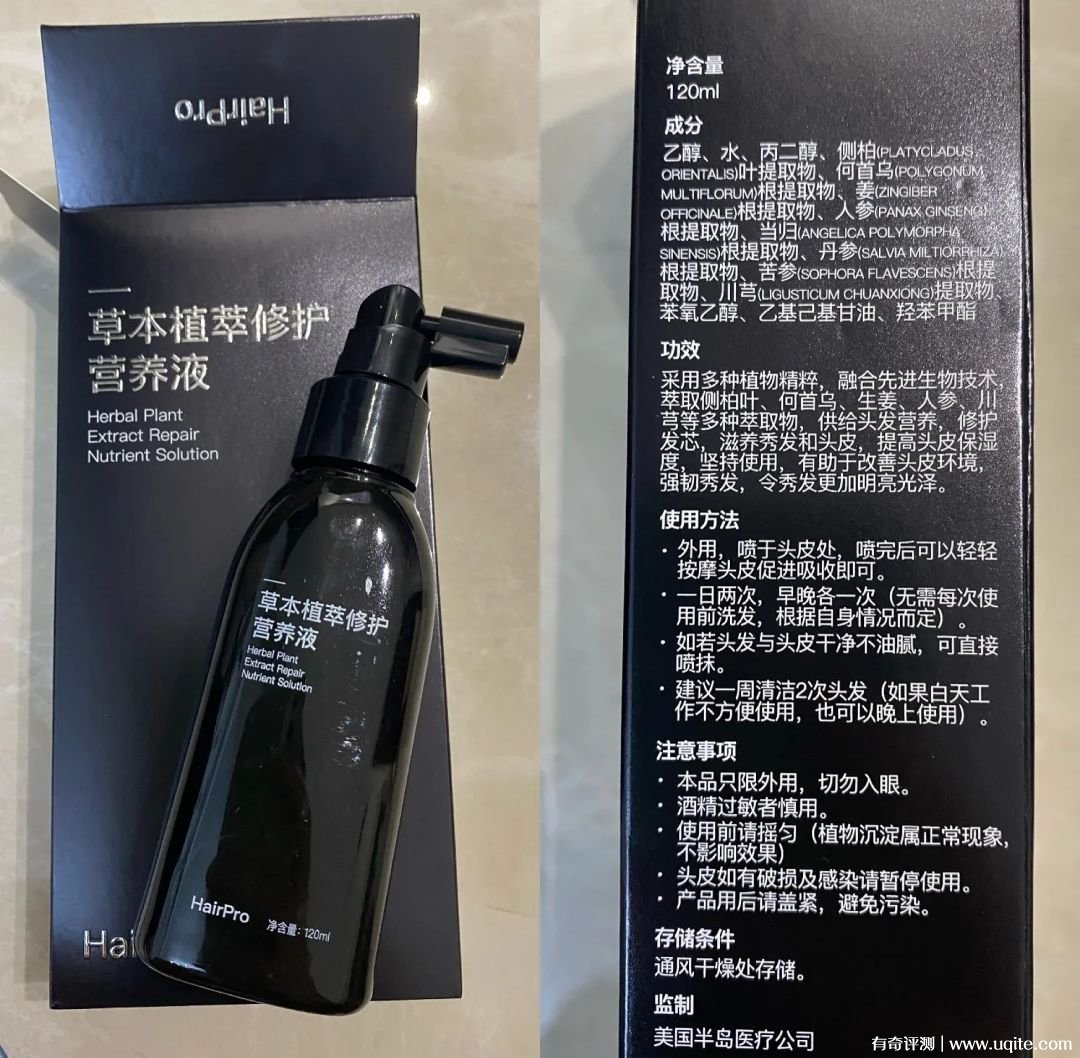 HairPro
草本植萃修护
营养液
Herbal Plant
Extract Repair
Nutrient Solution
草本植萃修护
营养液
Herbal Plant
Extract Repair
Nutrient Solution
HairPro
净含量：120ml
Hai
净含量
120ml
成分
乙醇、水、丙二醇、侧柏(PLATYCLADUS
ORIENTALIS)叶提取物、何首乌(POLYGONUM
MULTIFLORUM)根提取物、姜(ZINGIBER
OFFICINALE)根提取物、人参(PANAX GINSENG)
根提取物、当归(ANGELICA POLYMORPHA
SINENSIS)根提取物、丹参(SALVIA MILTIORRHIZA)
根提取物、苦参(SOPHORA FLAVESCENS)根提
取物、川芎(LIGUSTICUM CHUANXIONG)提取物、
苯氧乙醇、乙基己基甘油、羟苯甲酯
功效
采用多种植物精粹，融合先进生物技术，
萃取侧柏叶、何首乌、生姜、人参、川
芎等多种萃取物，供给头发营养，修护
发芯，滋养秀发和头皮，提高头皮保湿
度，坚持使用，有助于改善头皮环境，
强韧秀发，令秀发更加明亮光泽。
使用方法
· 外用，喷于头皮处，喷完后可以轻轻
按摩头皮促进吸收即可。
· 一日两次，早晚各一次（无需每次使
用前洗发，根据自身情况而定）。
· 如若头发与头皮干净不油腻，可直接
喷抹。
· 建议一周清洁2次头发（如果白天工
作不方便使用，也可以晚上使用）。
注意事项
· 本品只限外用，切勿入眼。
· 酒精过敏者慎用。
· 使用前请摇匀（植物沉淀属正常现象，
不影响效果）
· 头皮如有破损及感染请暂停使用。
· 产品用后请盖紧，避免污染。
存储条件
通风干燥处存储。
监制
美国半岛医疗公司
有奇评测 | www.uqite.com